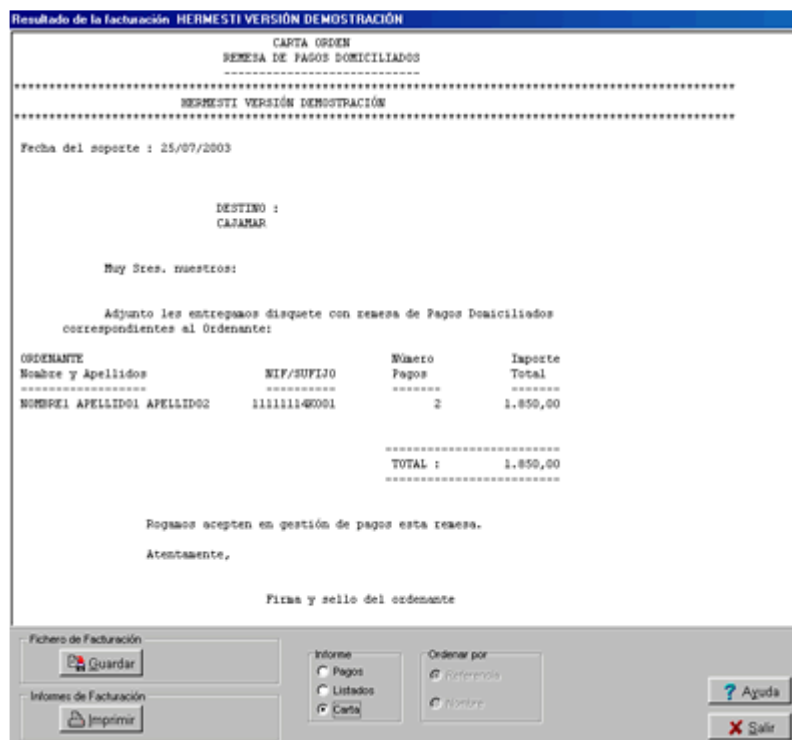 Resultado de la facturación HERMESTI VERSIÓN DEMOSTRACIÓN
CARTA ORDEN
REMESA DE PAGOS DOMICILIADOS
----------------------------
HERMESTI VERSIÓN DEMOSTRACIÓN
Fecha del soporte : 25/07/2003
DESTINO :
CAJAMAR
Muy Sres. nuestros:
Adjunto les entregamos disquete con remesa de Pagos Domiciliados
correspondientes al Ordenante:
ORDENANTE Número Importe
Nombre y Apellidos NIF/SUFIJO Pagos Total
NOMBRE1 APELLIDO1 APELLIDO2 11111114K001 2 1.850,00
TOTAL : 1.850,00
Rogamos acepten en gestión de pagos esta remesa.
Atentamente,
Firma y sello del ordenante
Fichero de Facturación
Guardar
Informes de Facturación
Imprimir
Informe
Pagos
Listados
Carta
Ordenar por
Referencia
Nombre
Ayuda
Salir